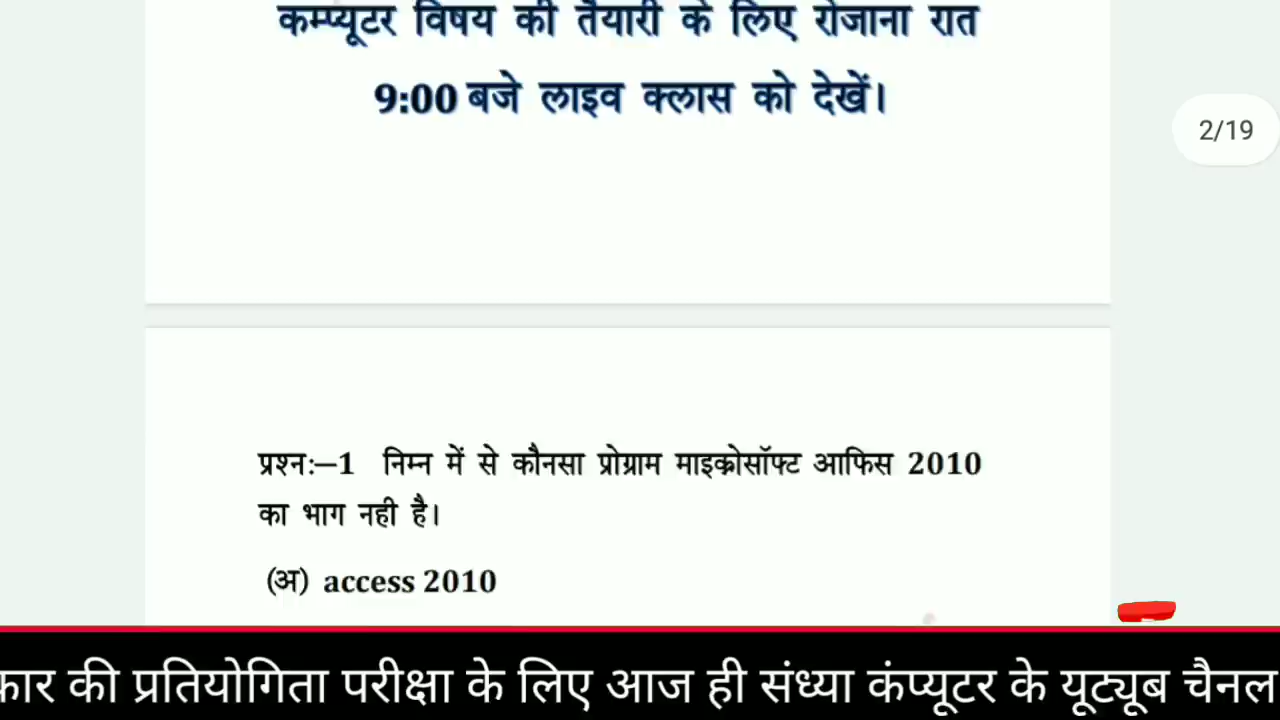 कम्प्यूटर विषय की तैयारी के लिए रोजाना रात
9:00 बजे लाइव क्लास को देखें।
2/19
प्रश्न:–1 निम्न में से कौनसा प्रोग्राम माइक्रोसॉफ्ट आफिस 2010
का भाग नही है।
(अ) access 2010
की प्रतियोगिता परीक्षा के लिए आज ही संध्या कंप्यूटर के यूट्यूब चैनल